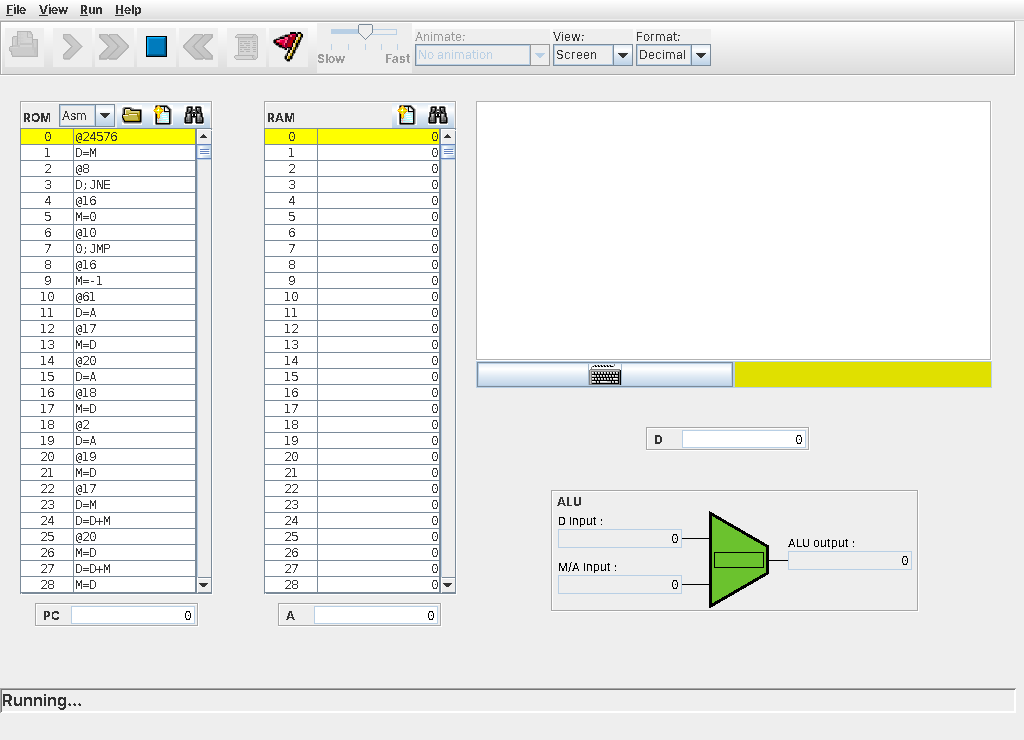 File View Run Help
Animate: View: Format:
Slow Fast No animation Screen Decimal
ROM Asm
0 @24576
1 D=M
2 @8
3 D;JNE
4 @16
5 M=0
6 @10
7 0;JMP
8 @16
9 M=-1
10 @61
11 D=A
12 @17
13 M=D
14 @20
15 D=A
16 @18
17 M=D
18 @2
19 D=A
20 @19
21 M=D
22 @17
23 D=M
24 D=D+M
25 @20
26 M=D
27 D=D+M
28 M=D
PC 0
RAM
0 0
1 0
2 0
3 0
4 0
5 0
6 0
7 0
8 0
9 0
10 0
11 0
12 0
13 0
14 0
15 0
16 0
17 0
18 0
19 0
20 0
21 0
22 0
23 0
24 0
25 0
26 0
27 0
28 0
A 0
D 0
ALU
D Input :
0
M/A Input :
0
ALU output :
0
Running...